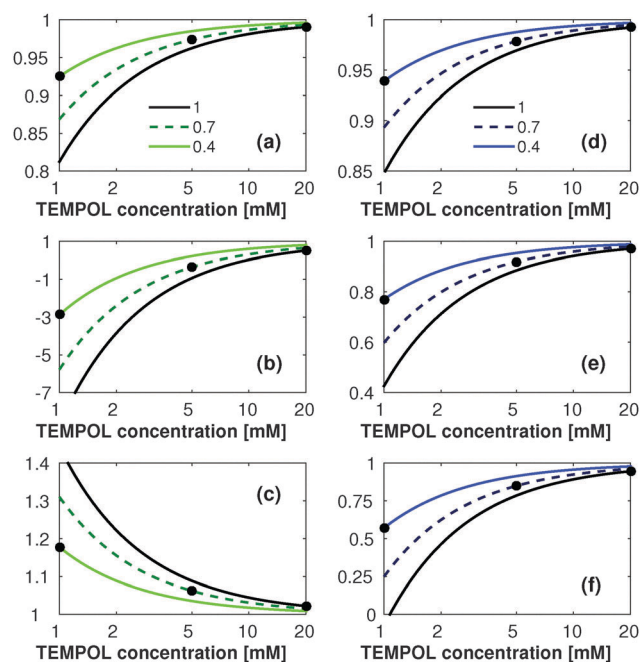 1
0.95
0.9
0.85
0.8
1
0.7
0.4
(a)
1 2 5 10 20
TEMPOL concentration [mM]
1
0.95
0.9
0.85
1
0.7
0.4
(d)
1 2 5 10 20
TEMPOL concentration [mM]
1
-1
-3
-5
-7
(b)
1 2 5 10 20
TEMPOL concentration [mM]
1
0.8
0.6
0.4
(e)
1 2 5 10 20
TEMPOL concentration [mM]
1.4
1.3
1.2
1.1
1
(c)
1 2 5 10 20
TEMPOL concentration [mM]
1
0.75
0.5
0.25
0
(f)
1 2 5 10 20
TEMPOL concentration [mM]